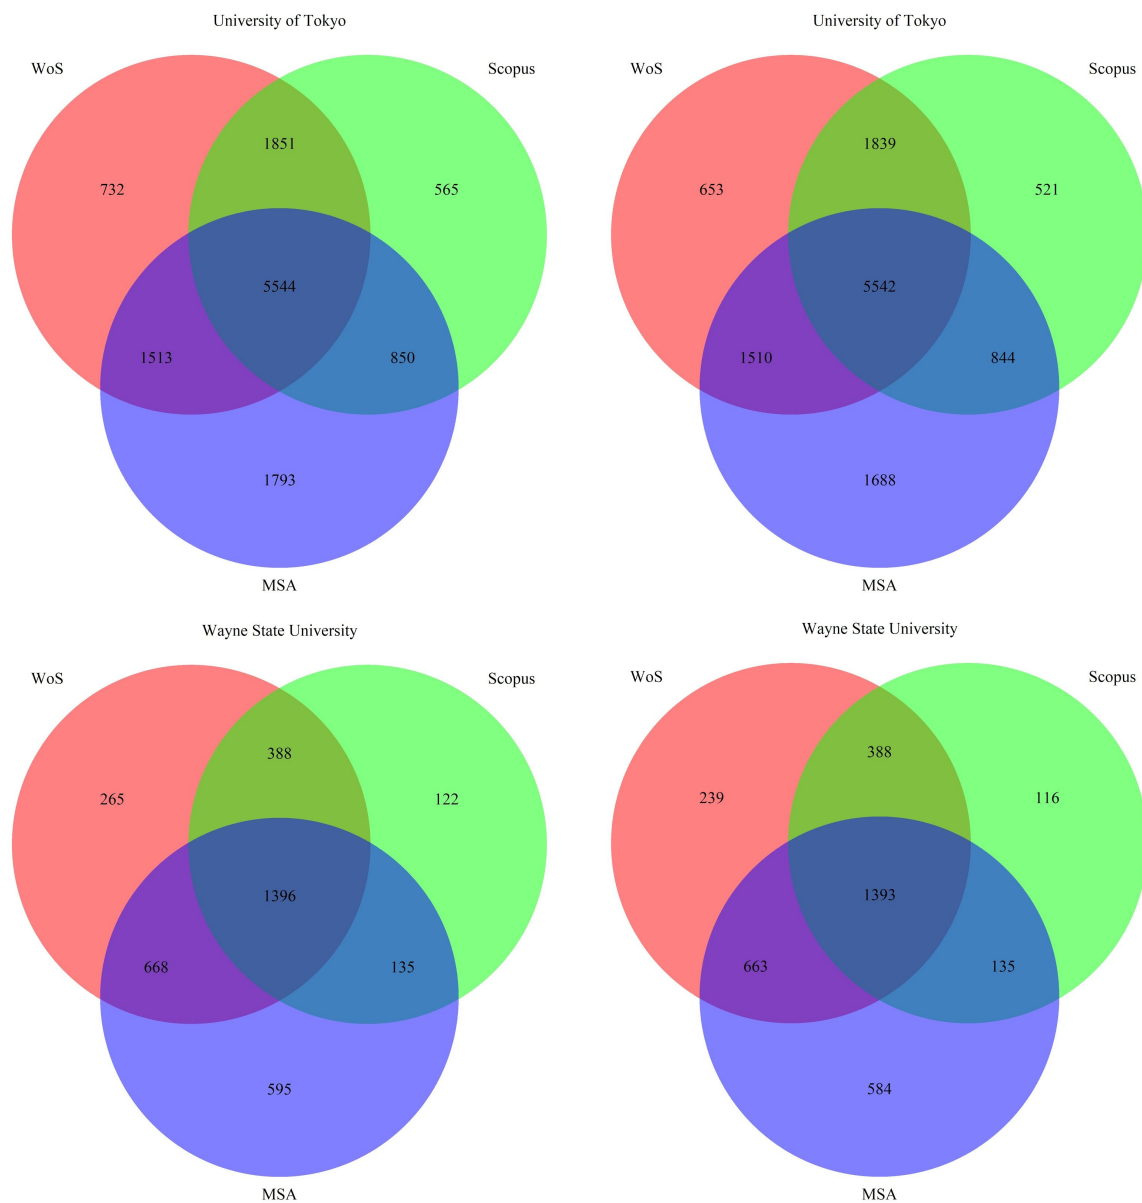 University of Tokyo
WoS
Scopus
1851
732
565
5544
1513
850
1793
MSA
University of Tokyo
WoS
Scopus
1839
653
521
5542
1510
844
1688
MSA
Wayne State University
WoS
Scopus
388
265
122
1396
668
135
595
MSA
Wayne State University
WoS
Scopus
388
239
116
1393
663
135
584
MSA